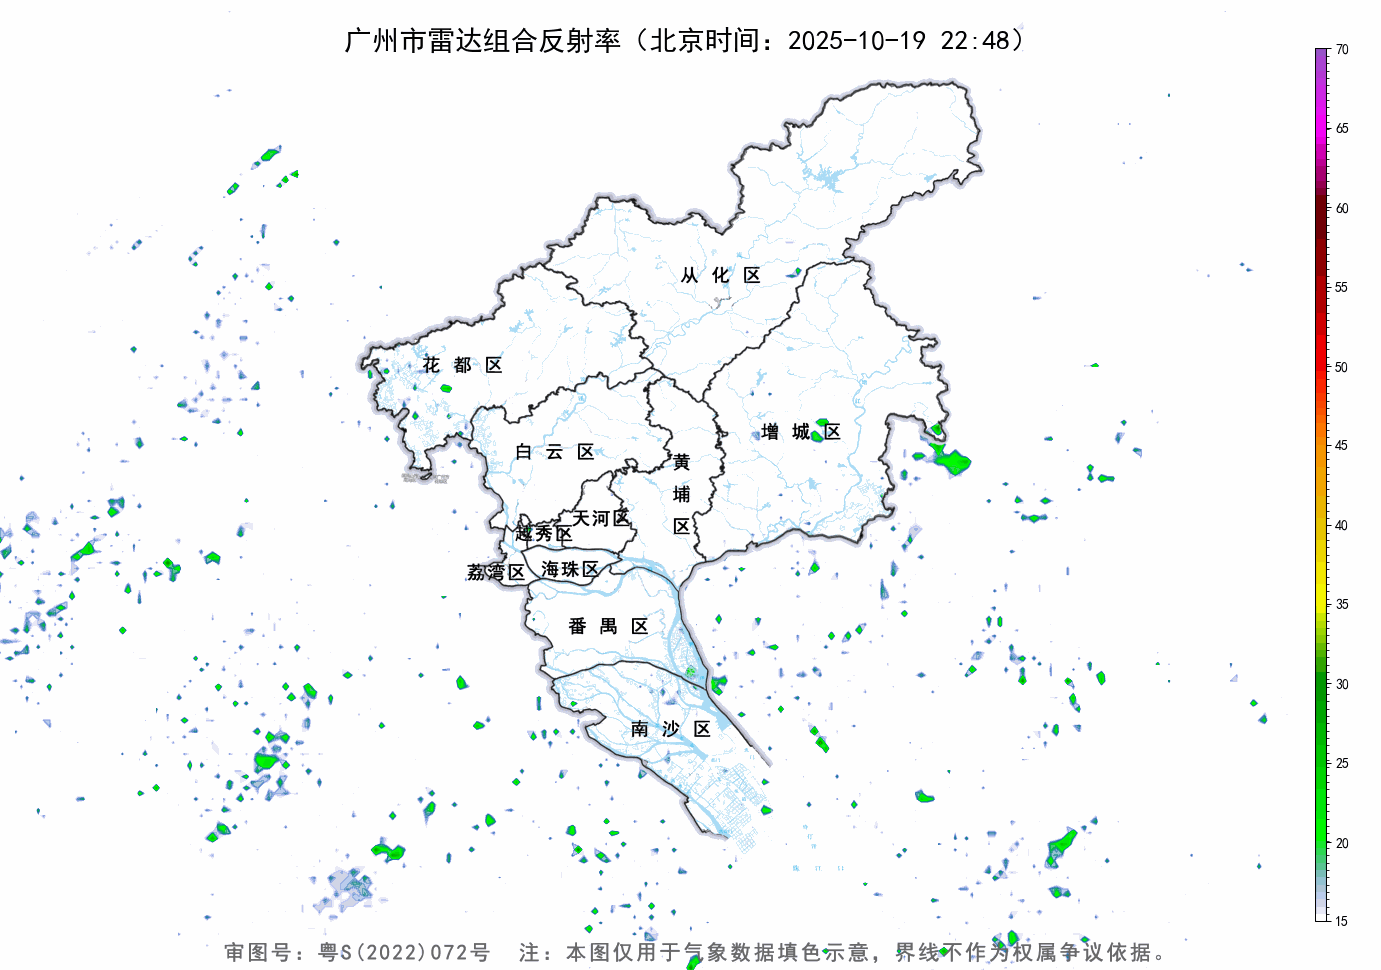 广州市雷达组合反射率（北京时间：2025-10-19 22:48）
70
65
60
55
50
45
40
35
30
25
20
15
从化区
花都区
增城区
白云区
黄埔区
天河区
越秀区
荔湾区
海珠区
番禺区
南沙区
审图号：粤S(2022)072号 注：本图仅用于气象数据填色示意，界线不作为权属争议依据。